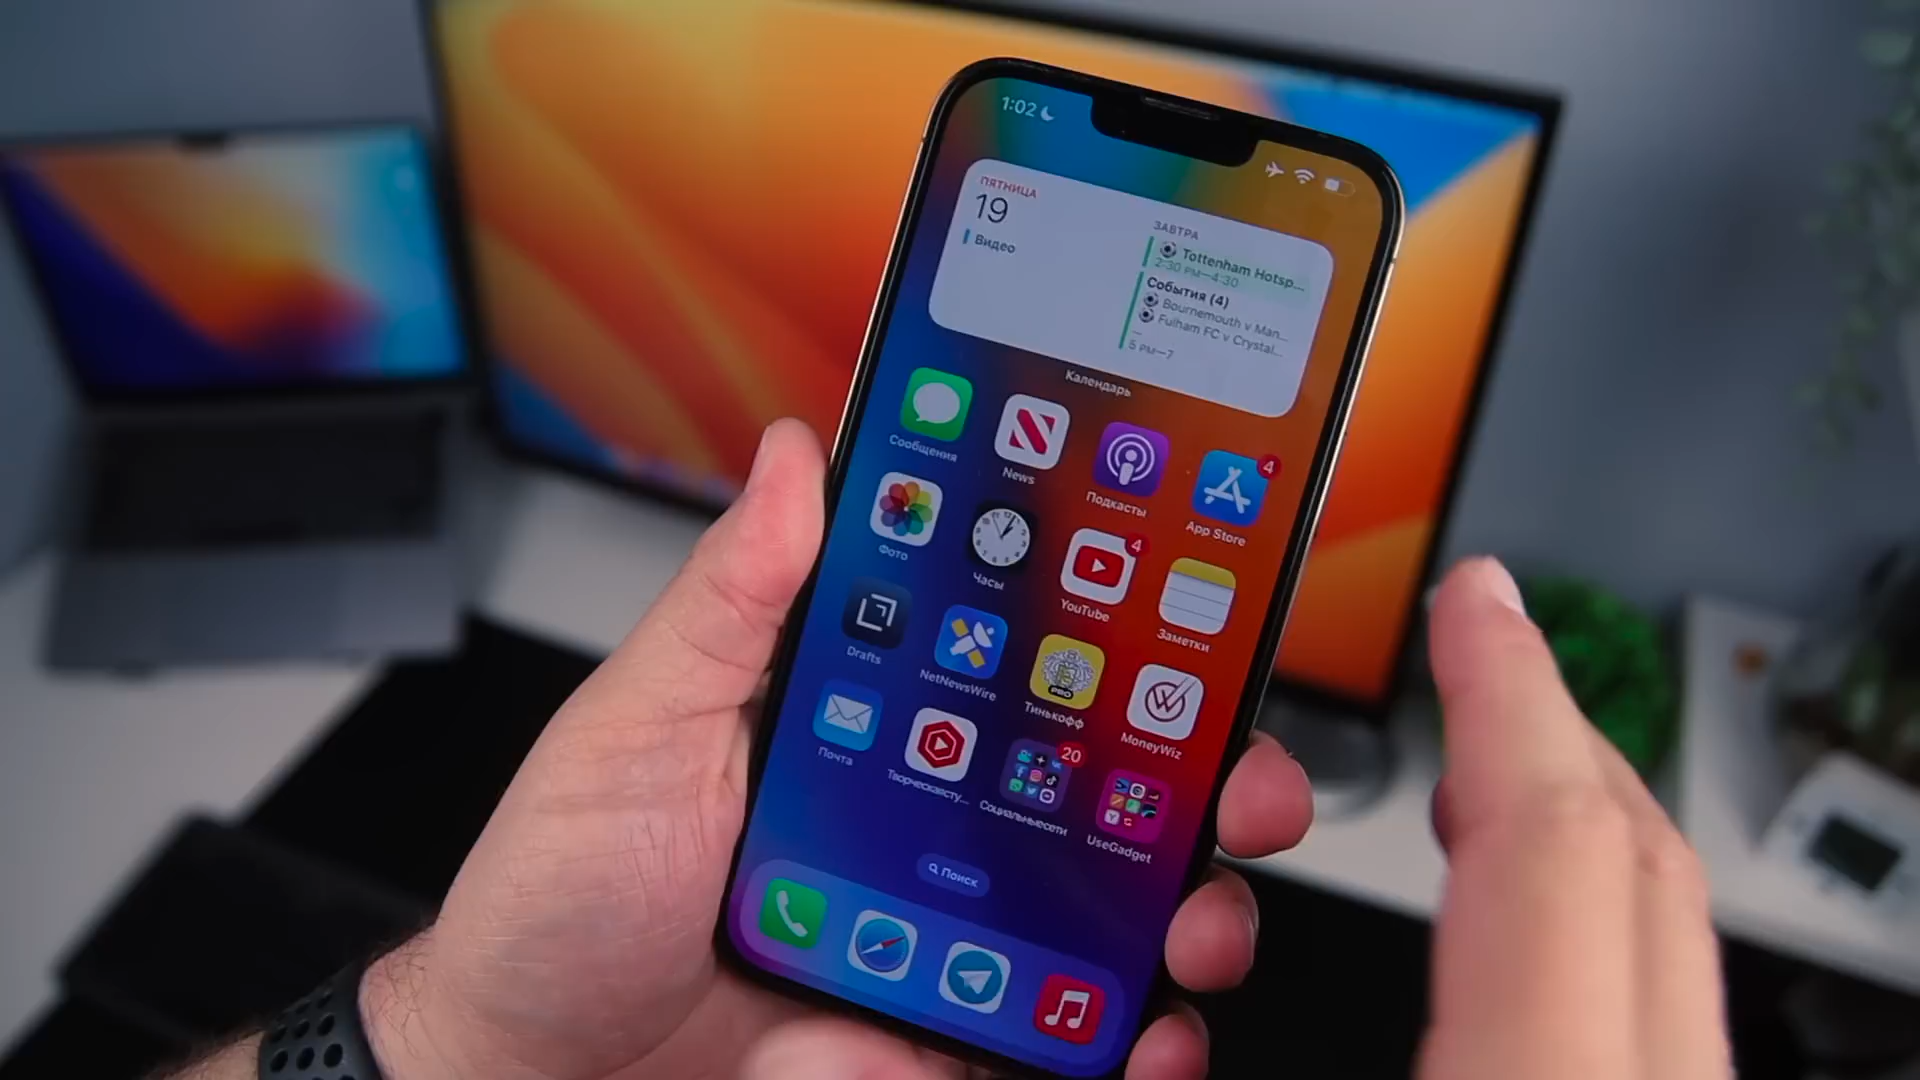 1:02
ПЯТНИЦА
19
Видео
ЗАВТРА
Tottenham Hotsp...
2:30 PM–4:30
События (4)
Bournemouth v Man...
Fulham FC v Crystal...
5 PM–7
Календарь
Сообщения
News
Подкасты
4
App Store
Фото
Часы
4
YouTube
Заметки
Drafts
NetNewsWire
PRO
Тинькофф
MoneyWiz
Почта
Творческаясту...
20
Социальныесети
UseGadget
Поиск